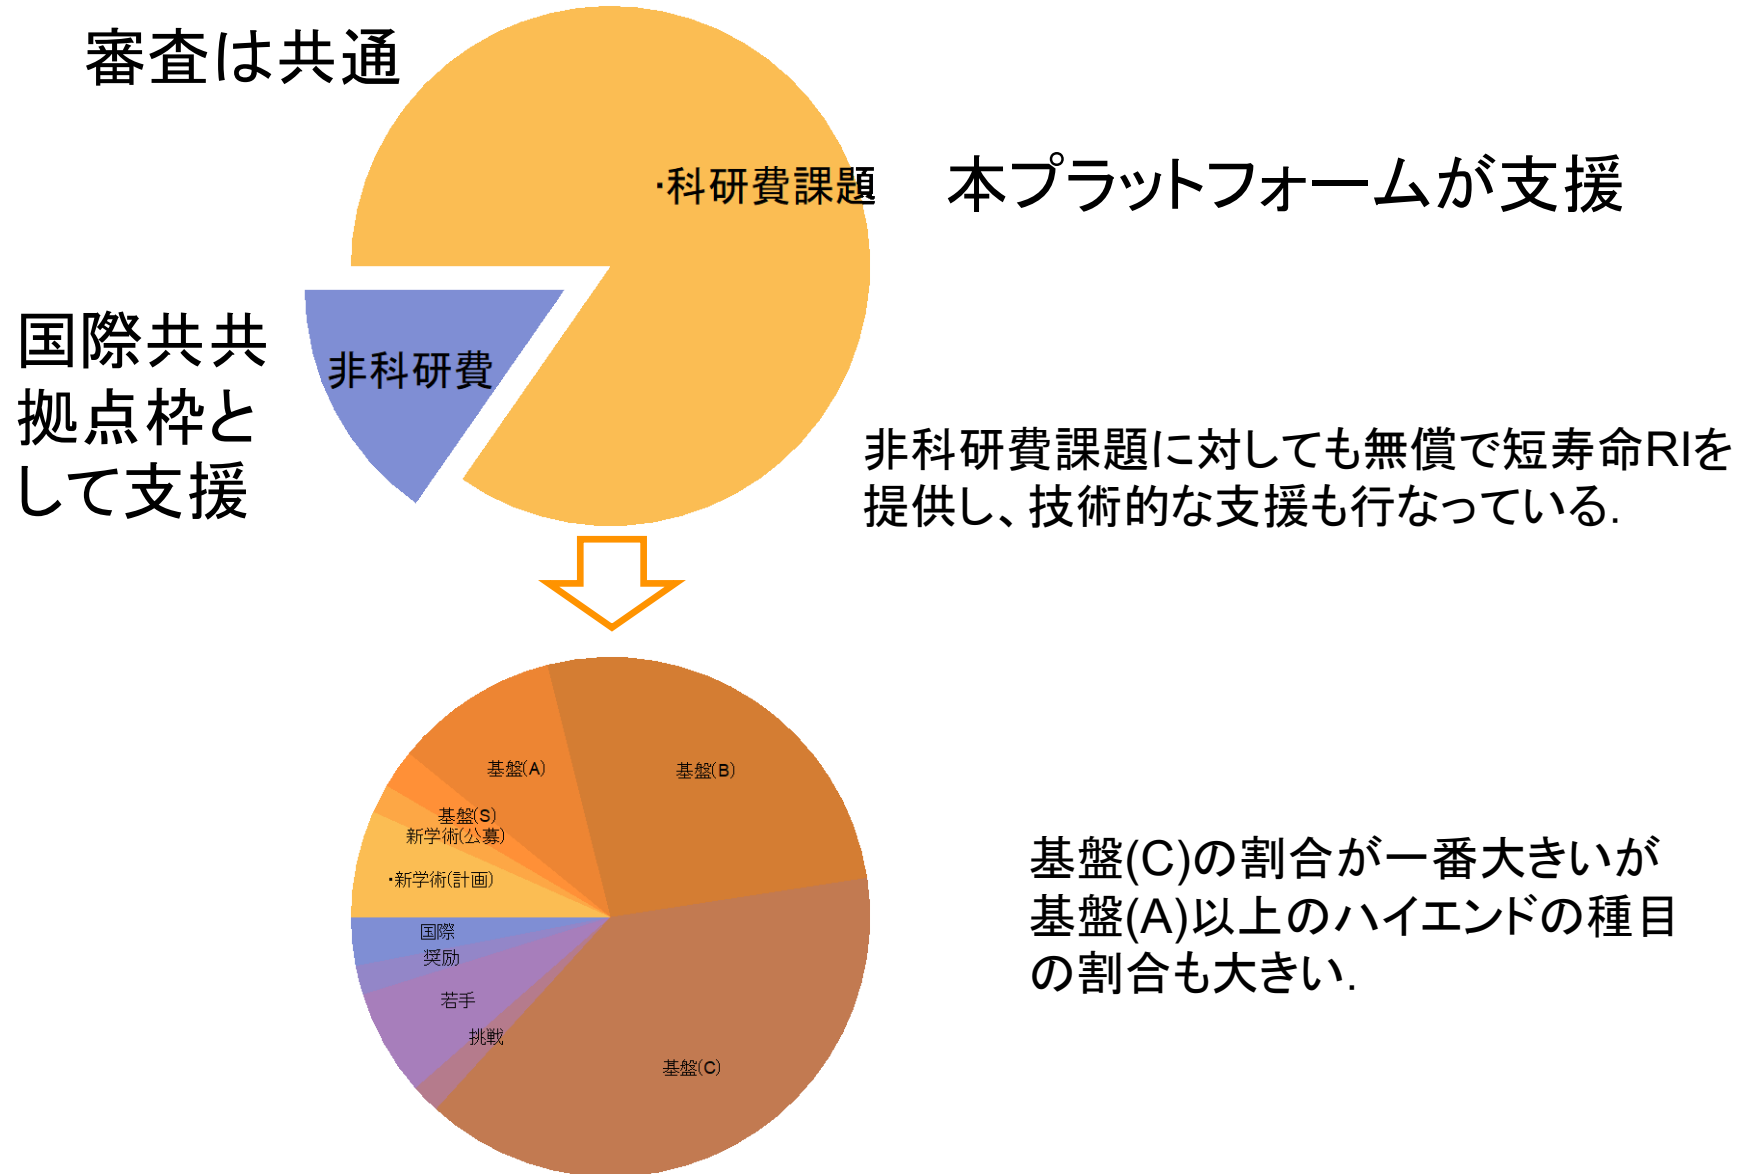 審査は共通
・科研費課題
本プラットフォームが支援
国際共共
拠点枠と
して支援
非科研費
非科研費課題に対しても無償で短寿命RIを
提供し、技術的な支援も行なっている.
基盤(A)
基盤(B)
基盤(S)
新学術(公募)
・新学術(計画)
国際
奨励
若手
挑戦
基盤(C)
基盤(C)の割合が一番大きいが
基盤(A)以上のハイエンドの種目
の割合も大きい.